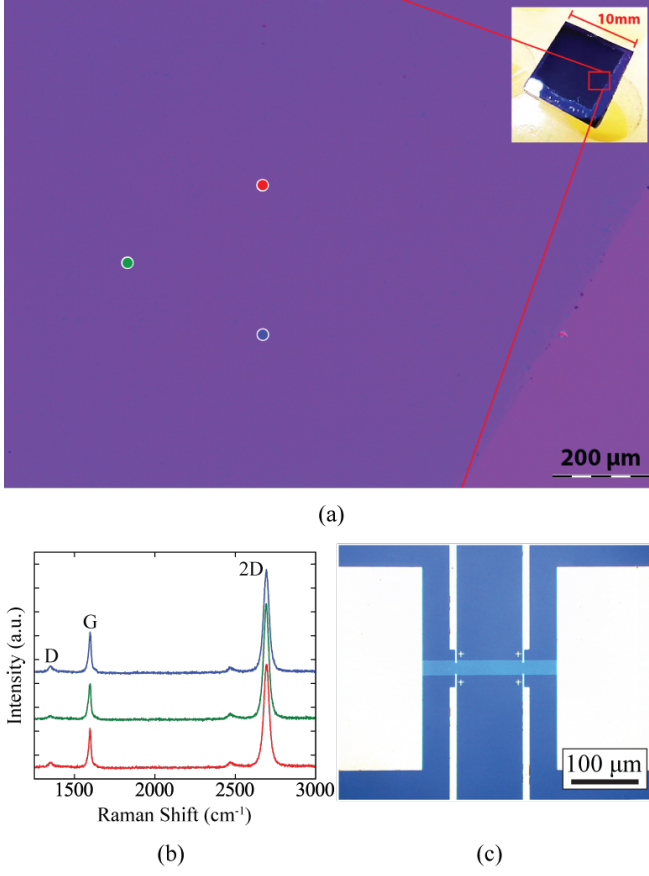 10mm
200 μm
(a)
2D
G
D
Intensity (a.u.)
1500 2000 2500 3000
Raman Shift (cm⁻¹)
(b)
100 μm
(c)